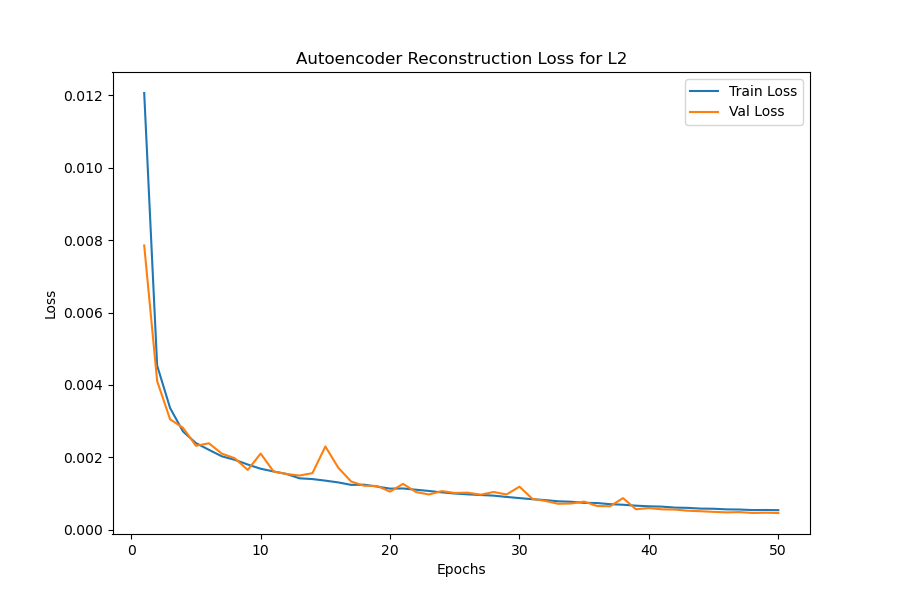 Autoencoder Reconstruction Loss for L2
Train Loss
Val Loss
0.012
0.010
0.008
0.006
0.004
0.002
0.000
Loss
0 10 20 30 40 50
Epochs